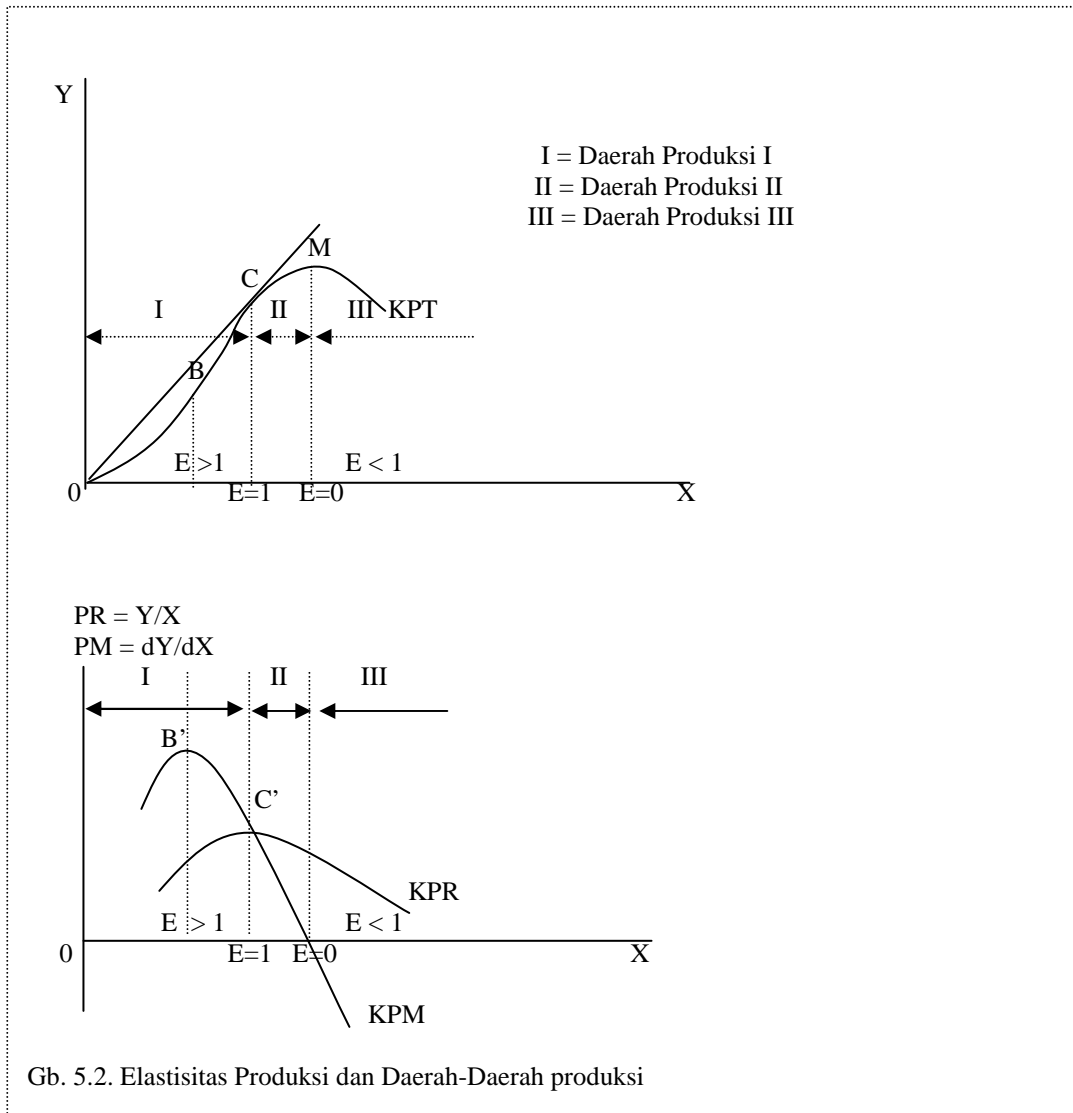 Y
I = Daerah Produksi I
II = Daerah Produksi II
III = Daerah Produksi III
M
C
I II III KPT
B
E >1 E < 1
0 E=1 E=0 X
PR = Y/X
PM = dY/dX
I II III
B’
C’
KPR
E > 1 E < 1
0 E=1 E=0 X
KPM
Gb. 5.2. Elastisitas Produksi dan Daerah-Daerah produksi